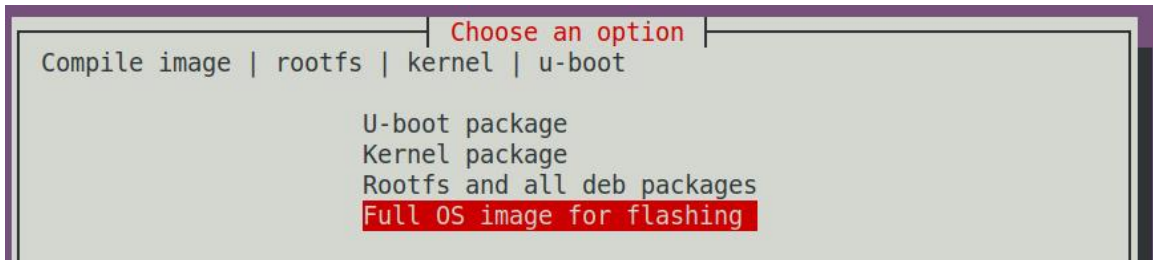 Choose an option
Compile image | rootfs | kernel | u-boot
U-boot package
Kernel package
Rootfs and all deb packages
Full OS image for flashing